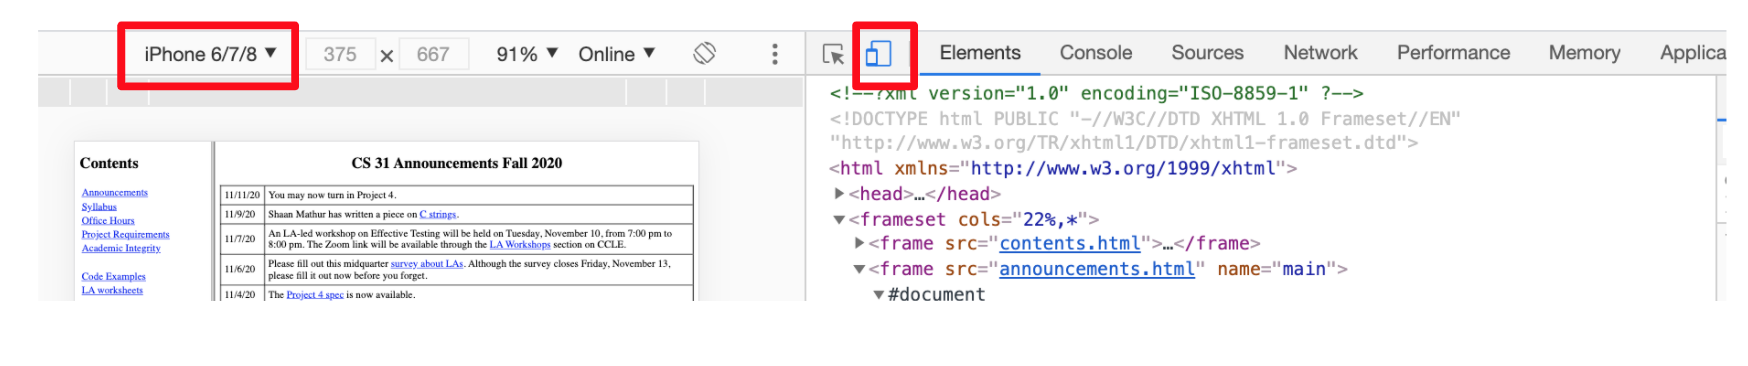 iPhone 6/7/8 ▼ 375 × 667 91% ▼ Online ▼
Elements Console Sources Network Performance Memory Applica
Contents
Announcements
Syllabus
Office Hours
Project Requirements
Academic Integrity
Code Examples
LA worksheets
CS 31 Announcements Fall 2020
11/11/20 You may now turn in Project 4.
11/9/20 Shaan Mathur has written a piece on C strings.
11/7/20 An LA-led workshop on Effective Testing will be held on Tuesday, November 10, from 7:00 pm to
8:00 pm. The Zoom link will be available through the LA Workshops section on CCLE.
11/6/20 Please fill out this midquarter survey about LAs. Although the survey closes Friday, November 13,
please fill it out now before you forget.
11/4/20 The Project 4 spec is now available.
<!--?xml version="1.0" encoding="ISO-8859-1" ?-->
<!DOCTYPE html PUBLIC "-//W3C//DTD XHTML 1.0 Frameset//EN"
"http://www.w3.org/TR/xhtml1/DTD/xhtml1-frameset.dtd">
<html xmlns="http://www.w3.org/1999/xhtml">
▶<head>…</head>
▼<frameset cols="22%,*">
▶<frame src="contents.html">…</frame>
▼<frame src="announcements.html" name="main">
▼#document